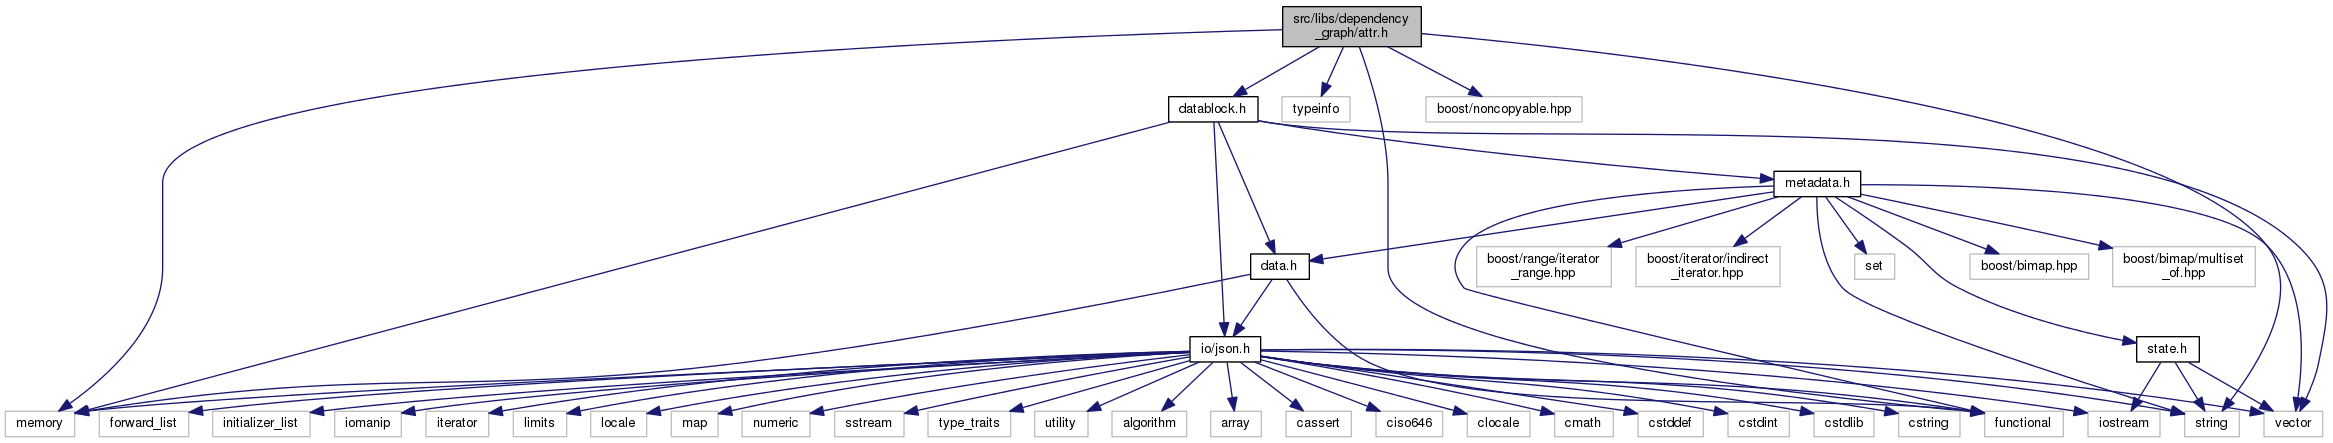 src/libs/dependency
_graph/attr.h
datablock.h
typeinfo
boost/noncopyable.hpp
metadata.h
data.h
boost/range/iterator
_range.hpp
boost/iterator/indirect
_iterator.hpp
set
boost/bimap.hpp
boost/bimap/multiset
_of.hpp
io/json.h
state.h
memory
forward_list
initializer_list
iomanip
iterator
limits
locale
map
numeric
sstream
type_traits
utility
algorithm
array
cassert
ciso646
clocale
cmath
cstddef
cstdint
cstdlib
cstring
functional
iostream
string
vector